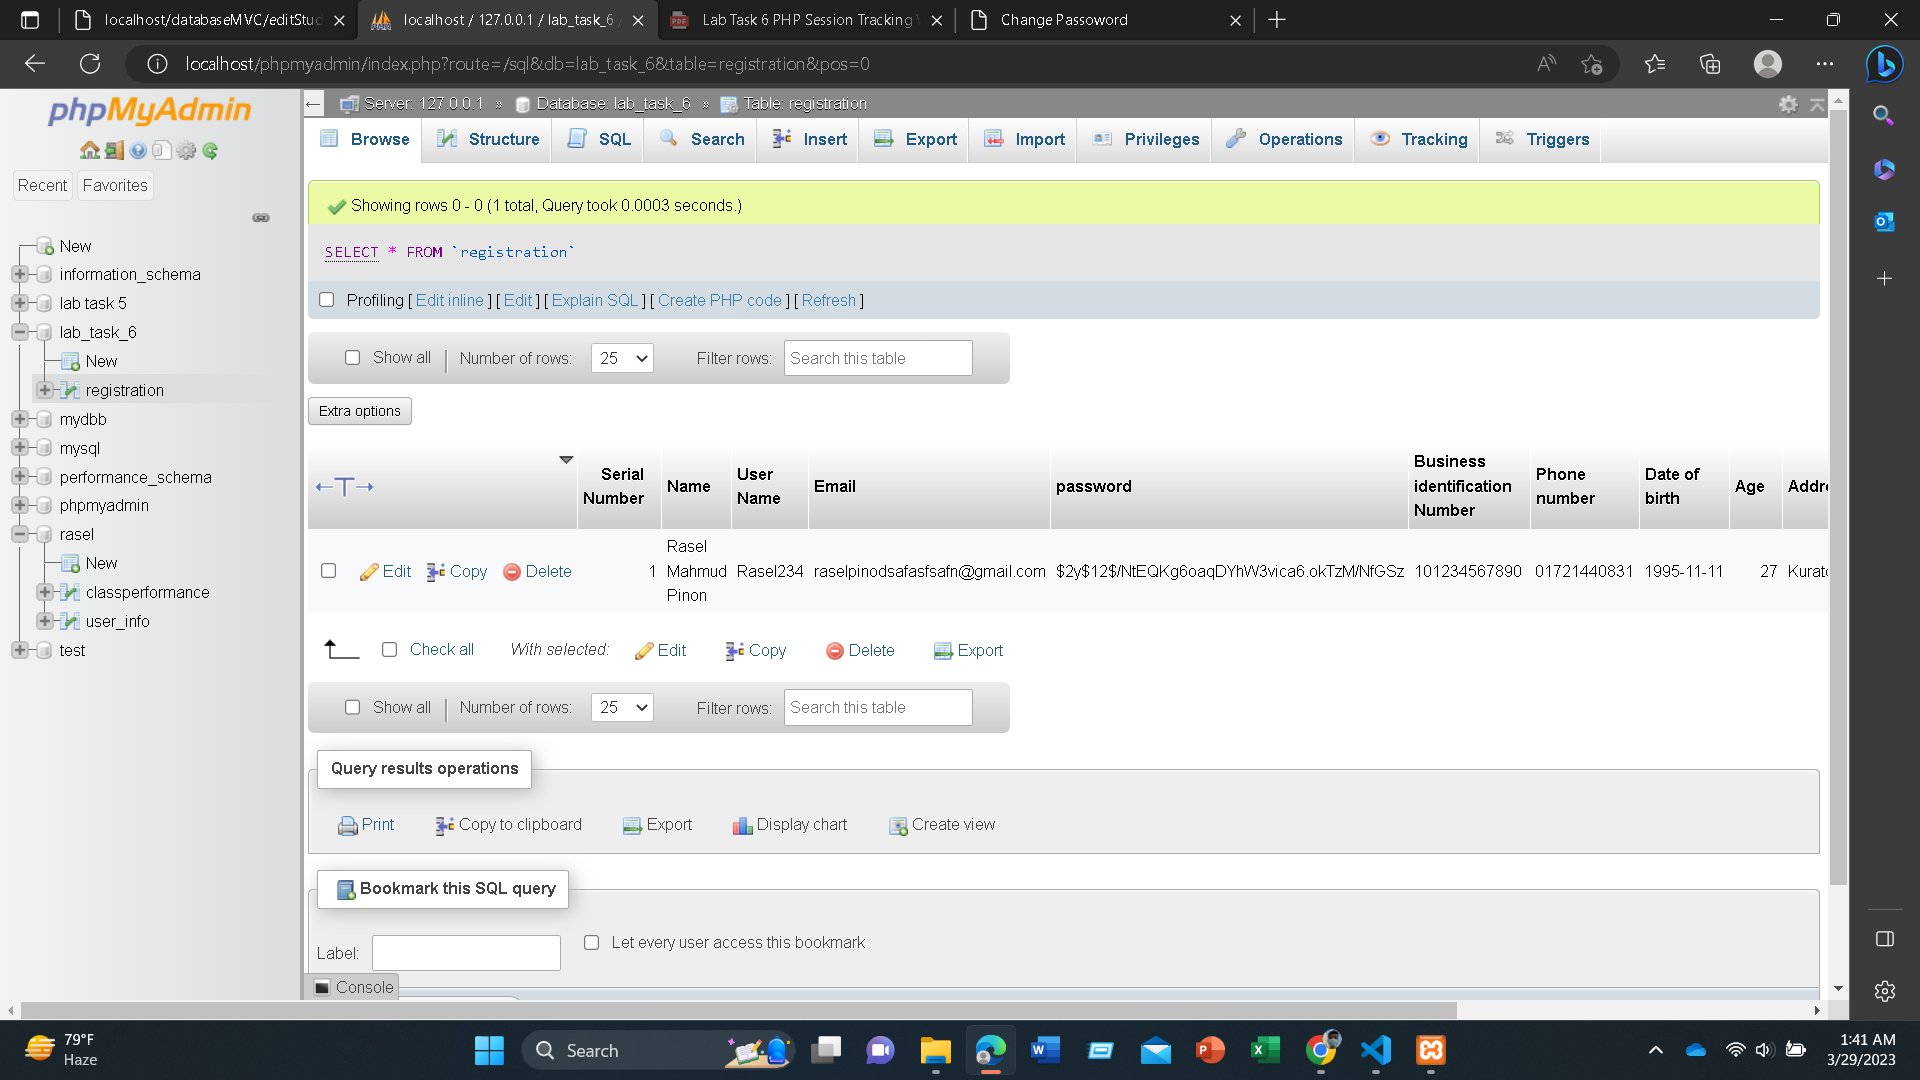 localhost/databaseMVC/editStud
localhost / 127.0.0.1 / lab_task_6 /
Lab Task 6 PHP Session Tracking
Change Paasword
localhost/phpmyadmin/index.php?route=/sql&db=lab_task_6&table=registration&pos=0
phpMyAdmin
Recent Favorites
New
information_schema
lab task 5
lab_task_6
New
registration
mydbb
mysql
performance_schema
phpmyadmin
rasel
New
classperformance
user_info
test
Server: 127.0.0.1 » Database: lab_task_6 » Table: registration
Browse Structure SQL Search Insert Export Import Privileges Operations Tracking Triggers
Showing rows 0 - 0 (1 total, Query took 0.0003 seconds.)
SELECT * FROM `registration`
Profiling [ Edit inline ] [ Edit ] [ Explain SQL ] [ Create PHP code ] [ Refresh ]
Show all Number of rows: 25 Filter rows: Search this table
Extra options
Serial Number Name User Name Email password Business identification Number Phone number Date of birth Age Addre
Edit Copy Delete 1 Rasel Mahmud Pinon Rasel234 raselpinodsafasfsafn@gmail.com $2y$12$/NtEQKg6oaqDYhW3vica6.okTzM/NfGSz 101234567890 01721440831 1995-11-11 27 Kurato
Check all With selected: Edit Copy Delete Export
Show all Number of rows: 25 Filter rows: Search this table
Query results operations
Print Copy to clipboard Export Display chart Create view
Bookmark this SQL query
Label: Let every user access this bookmark
Console
79°F
Haze
Search
1:41 AM
3/29/2023